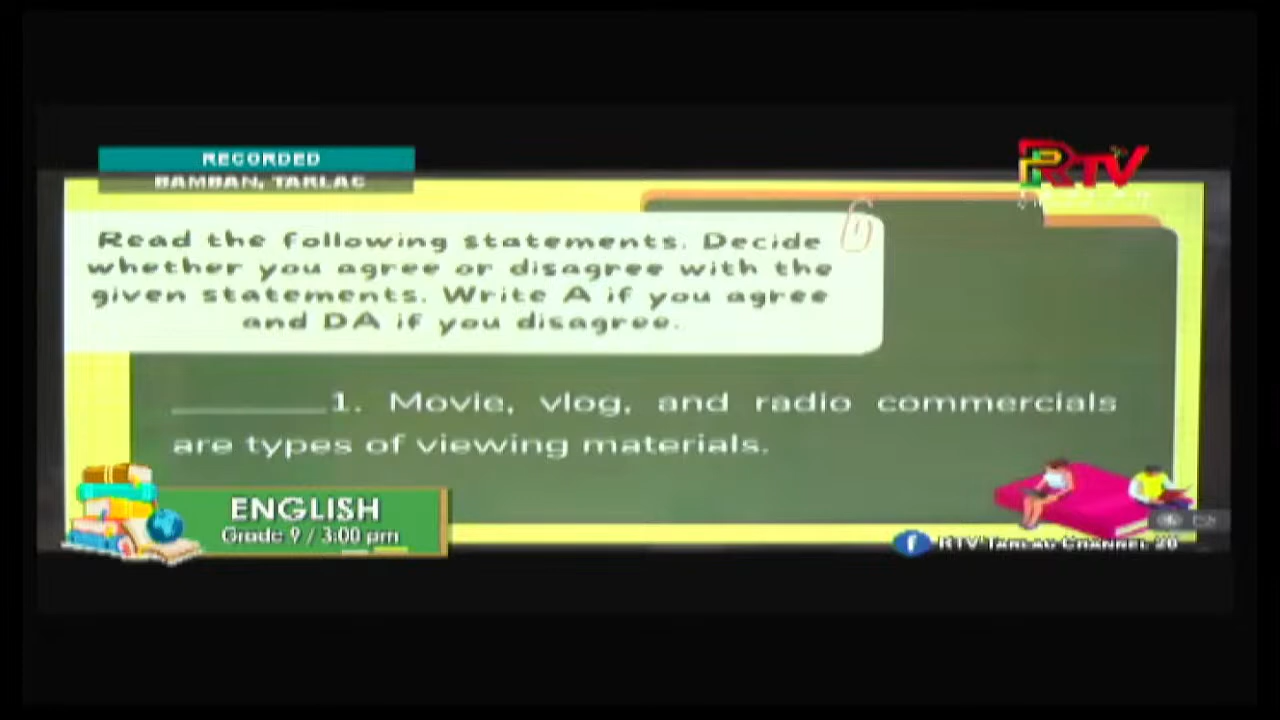 RECORDED
BAMBAN, TARLAC
RTV
Read the following statements. Decide
whether you agree or disagree with the
given statements. Write A if you agree
and DA if you disagree.
_________1. Movie, vlog, and radio commercials
are types of viewing materials.
ENGLISH
Grade 9 / 3:00 pm
f RTV TARLAC CHANNEL 26